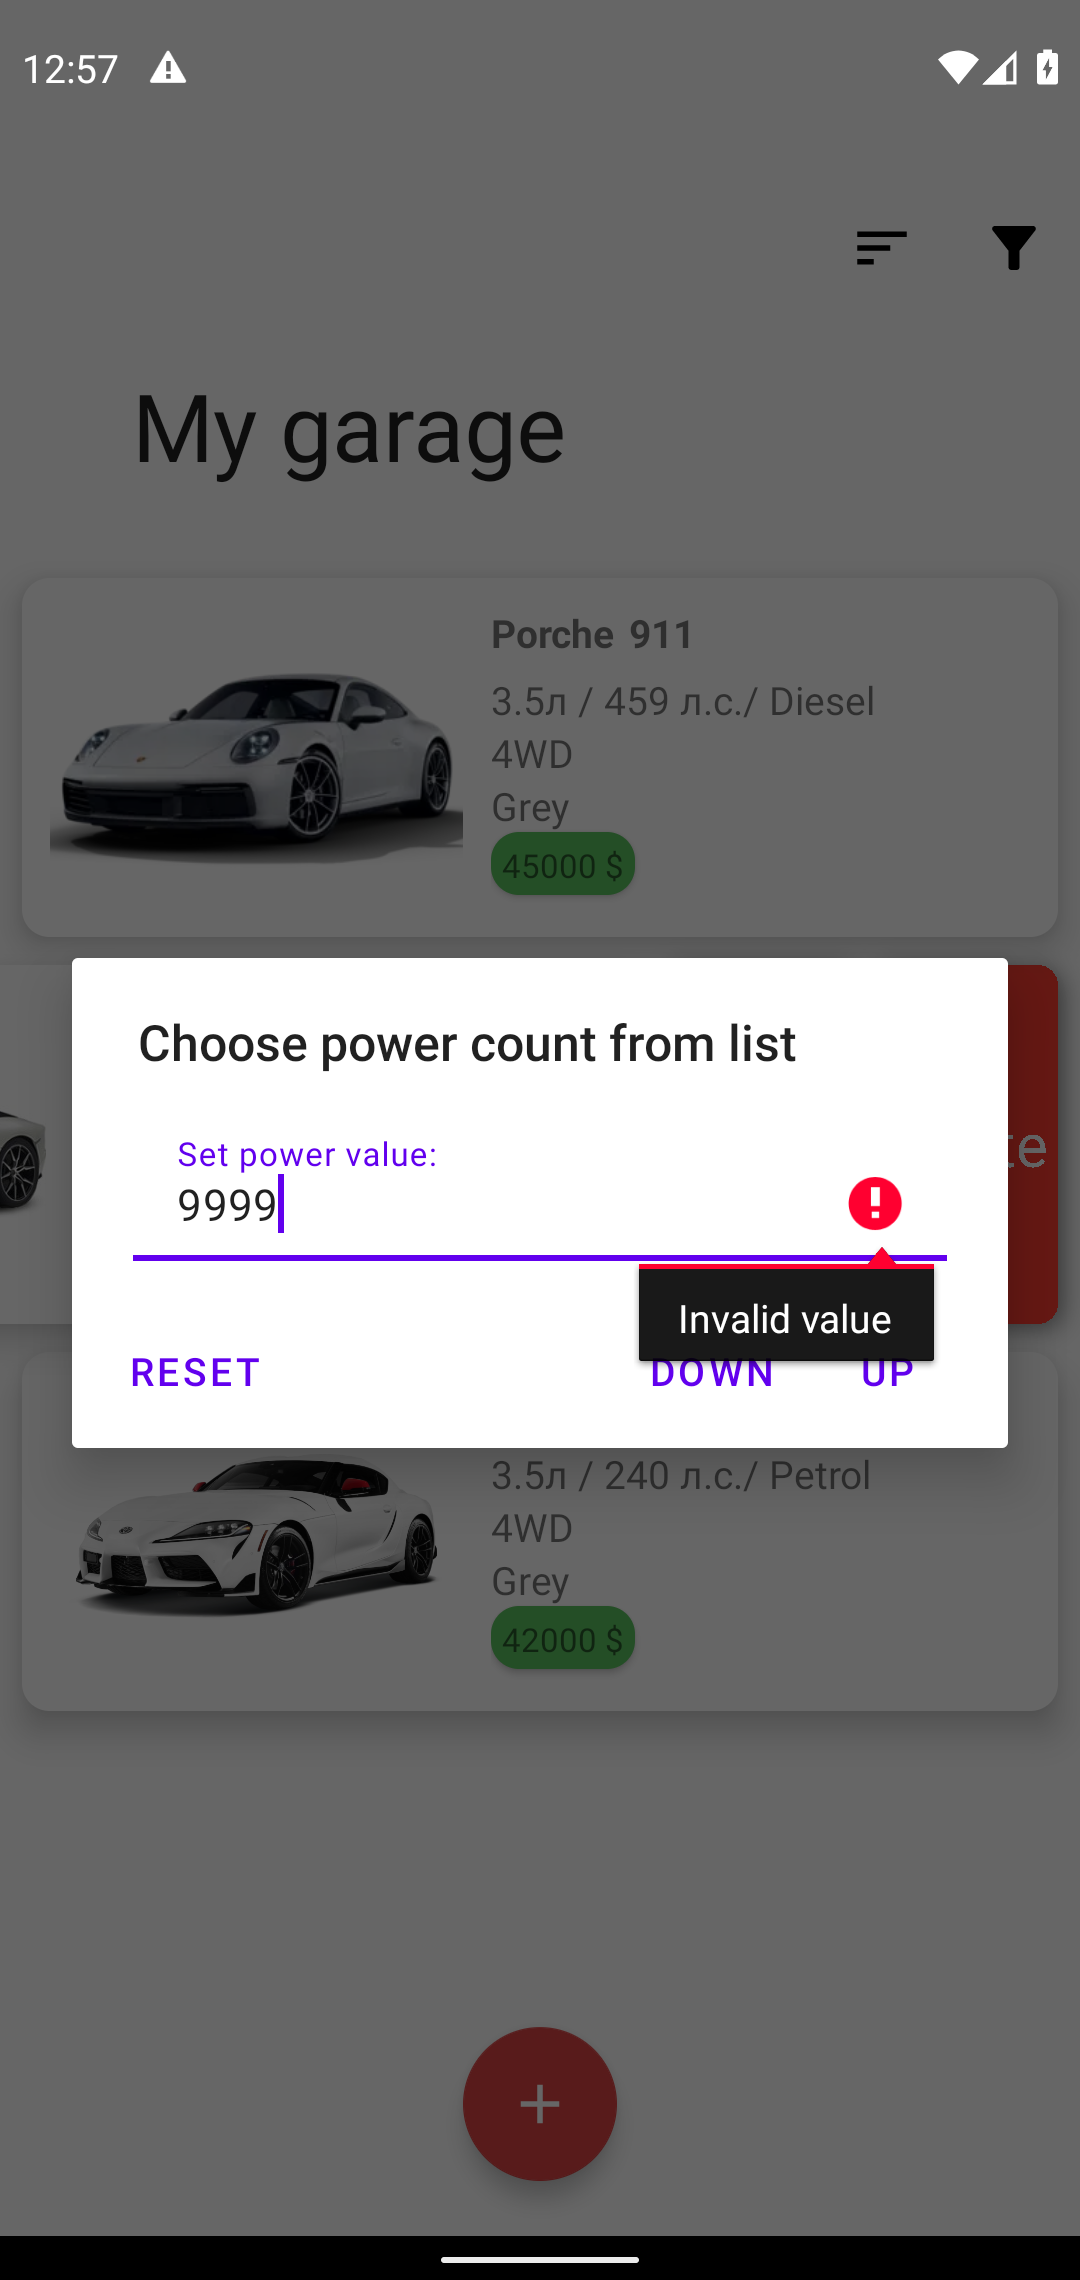 12:57
My garage
Porche 911
3.5л / 459 л.с./ Diesel
4WD
Grey
45000 $
te
Choose power count from list
Set power value:
9999
Invalid value
RESET
DOWN
UP
3.5л / 240 л.с./ Petrol
4WD
Grey
42000 $